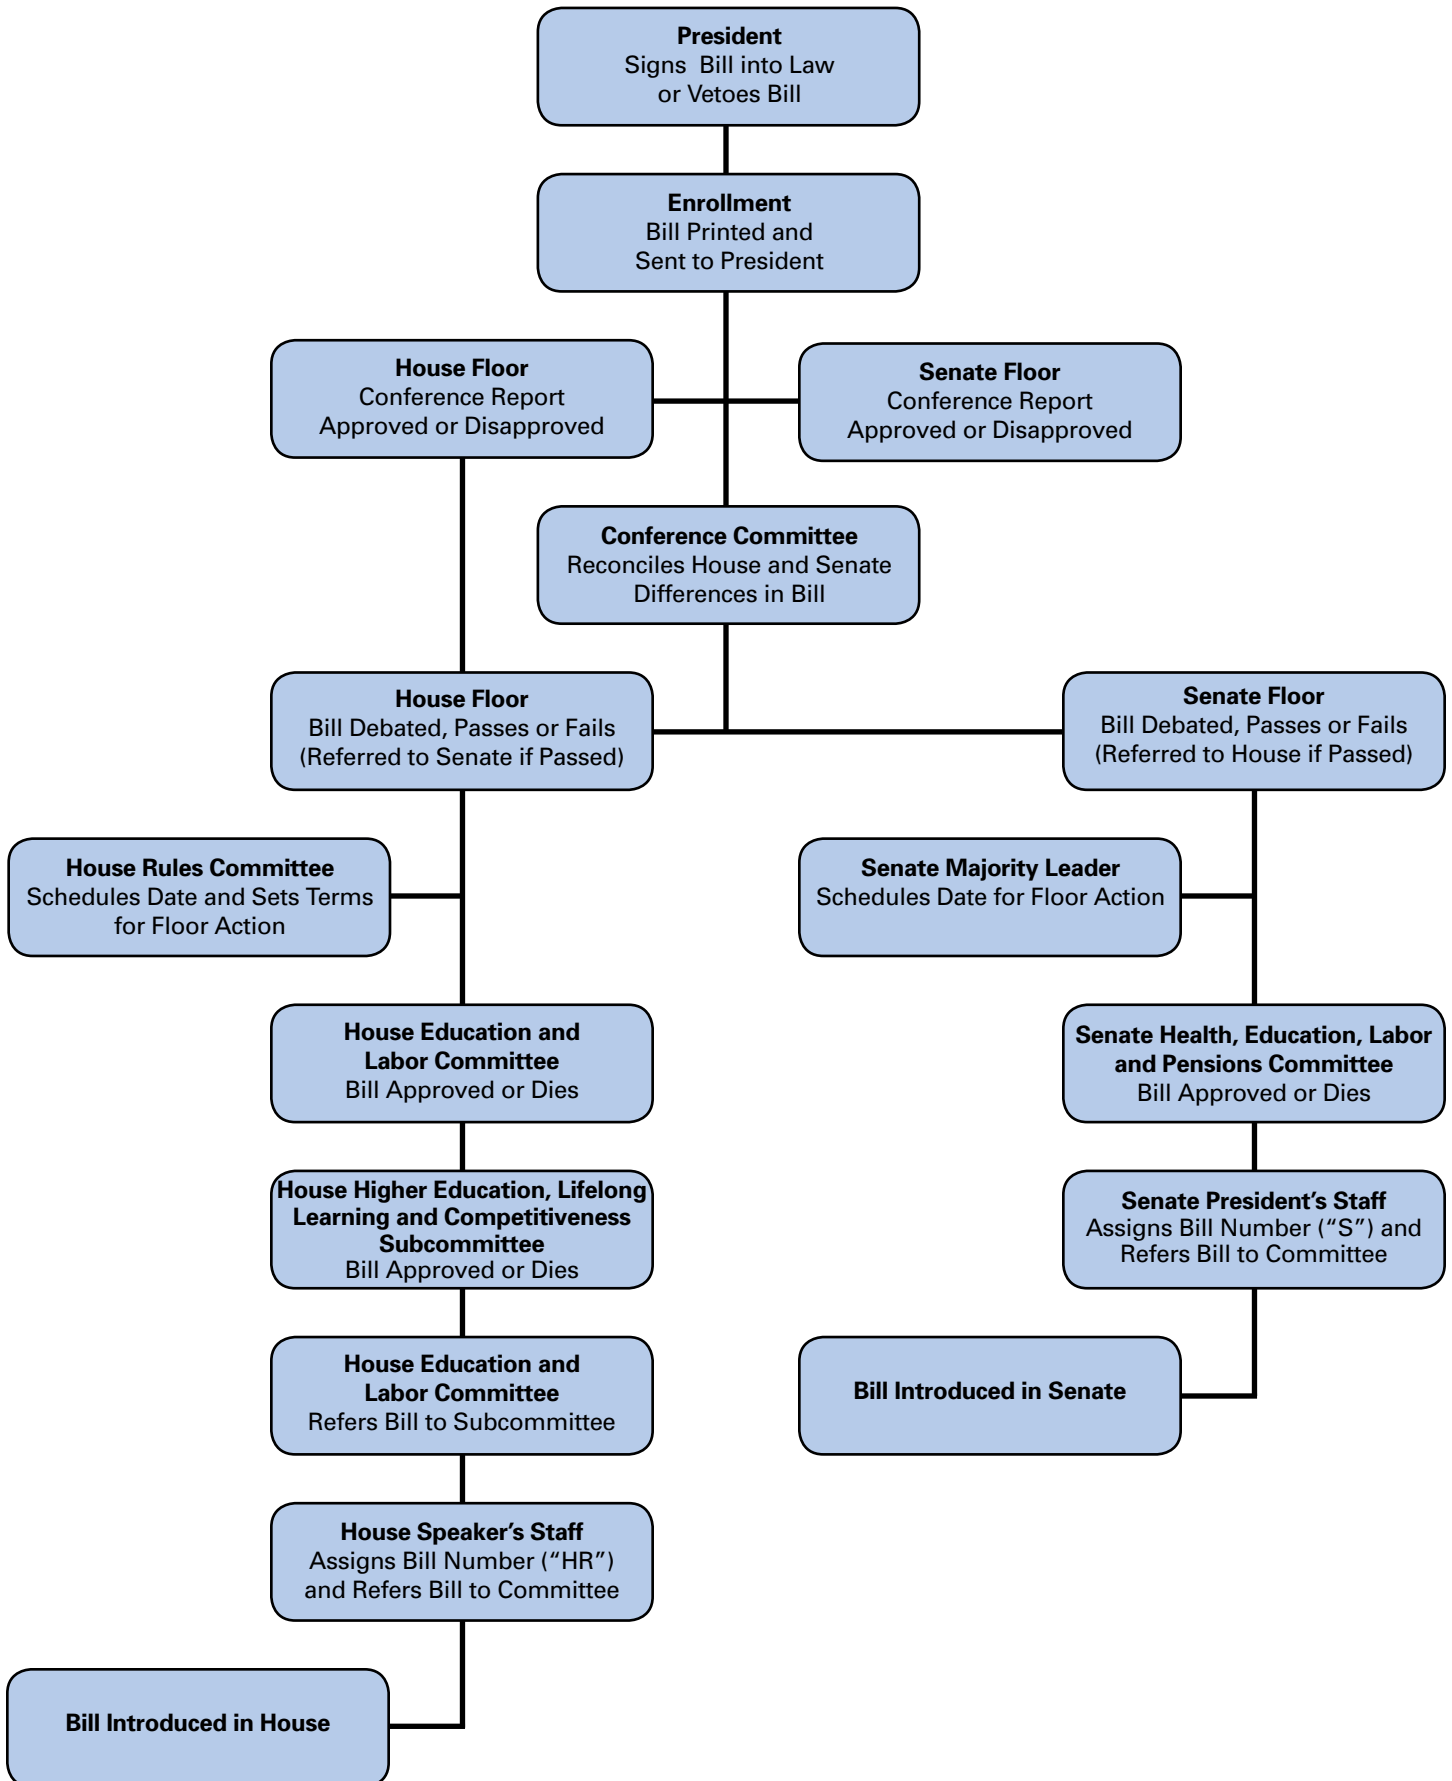 President
Signs Bill into Law
or Vetoes Bill
Enrollment
Bill Printed and
Sent to President
House Floor
Conference Report
Approved or Disapproved
Senate Floor
Conference Report
Approved or Disapproved
Conference Committee
Reconciles House and Senate
Differences in Bill
House Floor
Bill Debated, Passes or Fails
(Referred to Senate if Passed)
Senate Floor
Bill Debated, Passes or Fails
(Referred to House if Passed)
House Rules Committee
Schedules Date and Sets Terms
for Floor Action
Senate Majority Leader
Schedules Date for Floor Action
House Education and
Labor Committee
Bill Approved or Dies
Senate Health, Education, Labor
and Pensions Committee
Bill Approved or Dies
House Higher Education, Lifelong
Learning and Competitiveness
Subcommittee
Bill Approved or Dies
Senate President’s Staff
Assigns Bill Number (“S”) and
Refers Bill to Committee
House Education and
Labor Committee
Refers Bill to Subcommittee
Bill Introduced in Senate
House Speaker’s Staff
Assigns Bill Number (“HR”)
and Refers Bill to Committee
Bill Introduced in House